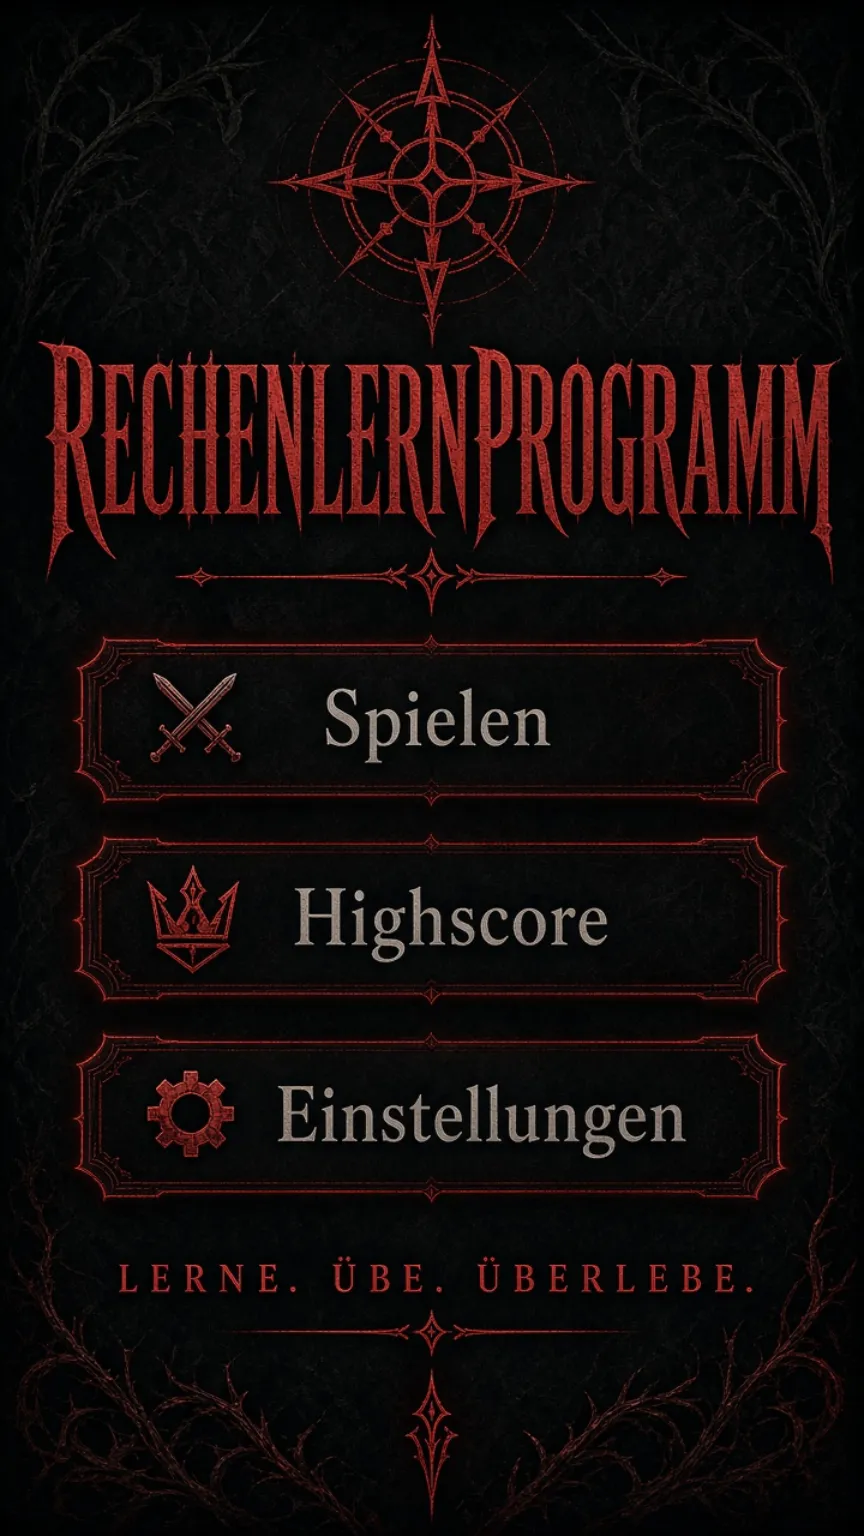 RECHENLERNPROGRAMM
Spielen
Highscore
Einstellungen
LERNE. ÜBE. ÜBERLEBE.